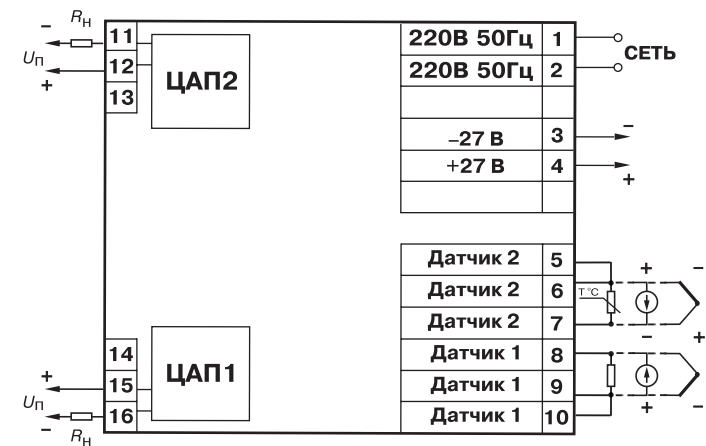 − Rн
Uп
+
11
12
13
ЦАП2
220В 50Гц 1
220В 50Гц 2
СЕТЬ
−27 В 3 −
+27 В 4 +
Датчик 2 5
Датчик 2 6
Датчик 2 7
Датчик 1 8
Датчик 1 9
Датчик 1 10
T °C
+ −
− +
+ −
14
15
16
ЦАП1
+
Uп
−
Rн